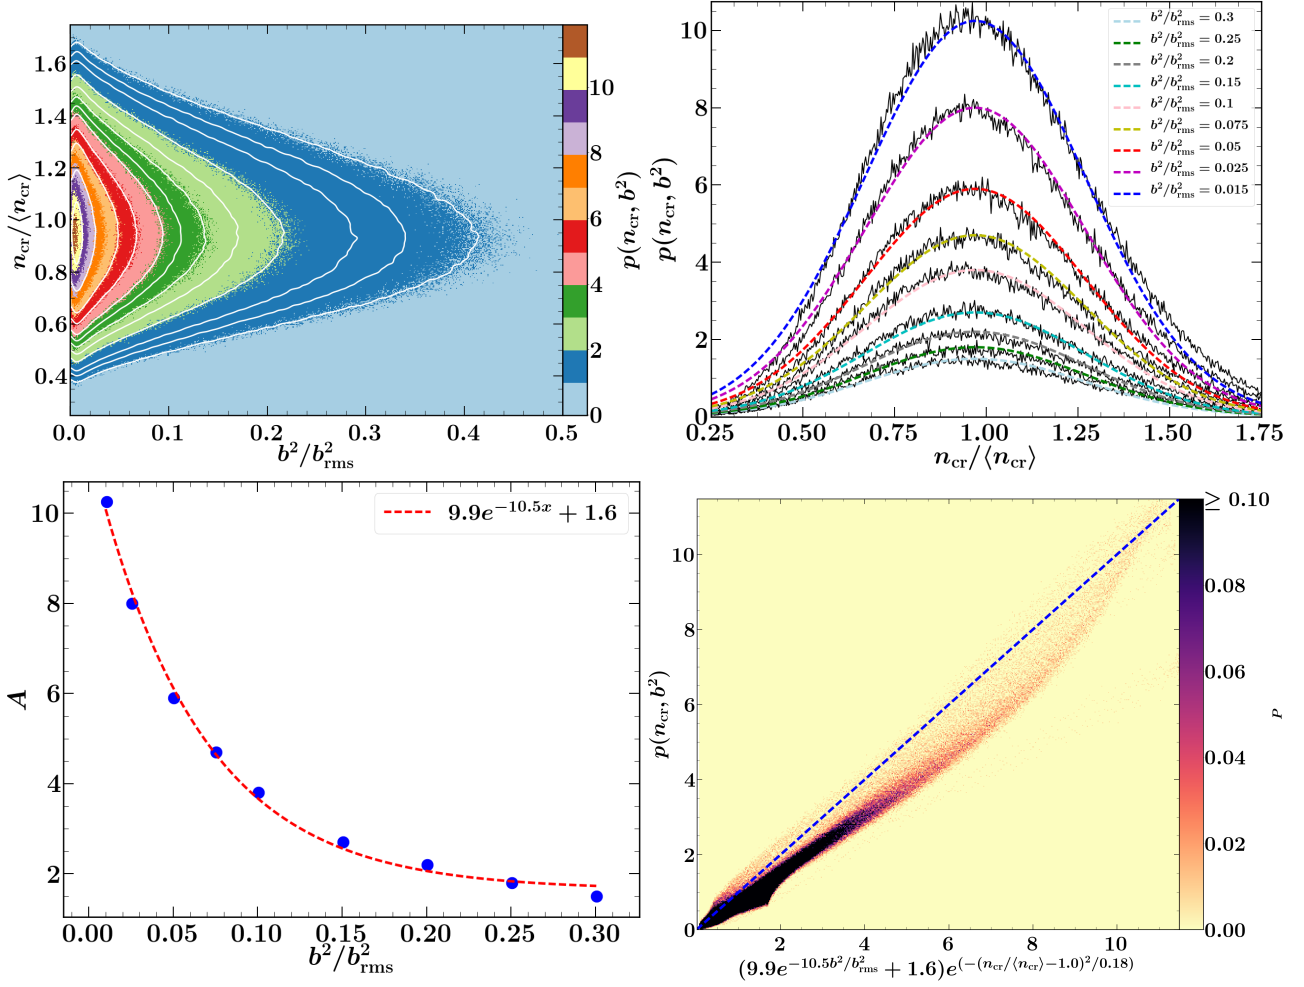 1.6
1.4
1.2
1.0
0.8
0.6
0.4
n_cr/⟨n_cr⟩
0.0 0.1 0.2 0.3 0.4 0.5
b²/b²_rms
10
8
6
4
2
0
p(n_cr, b²)
10
8
6
4
2
0
p(n_cr, b²)
b²/b²_rms = 0.3
b²/b²_rms = 0.25
b²/b²_rms = 0.2
b²/b²_rms = 0.15
b²/b²_rms = 0.1
b²/b²_rms = 0.075
b²/b²_rms = 0.05
b²/b²_rms = 0.025
b²/b²_rms = 0.015
0.25 0.50 0.75 1.00 1.25 1.50 1.75
n_cr/⟨n_cr⟩
10
8
6
4
2
A
9.9e^{-10.5x} + 1.6
0.00 0.05 0.10 0.15 0.20 0.25 0.30
b²/b²_rms
10
8
6
4
2
0
p(n_cr, b²)
2 4 6 8 10
(9.9e^{-10.5b²/b²_rms} + 1.6)e^{(-(n_cr/⟨n_cr⟩-1.0)²/0.18)}
≥ 0.10
0.08
0.06
0.04
0.02
0.00
P